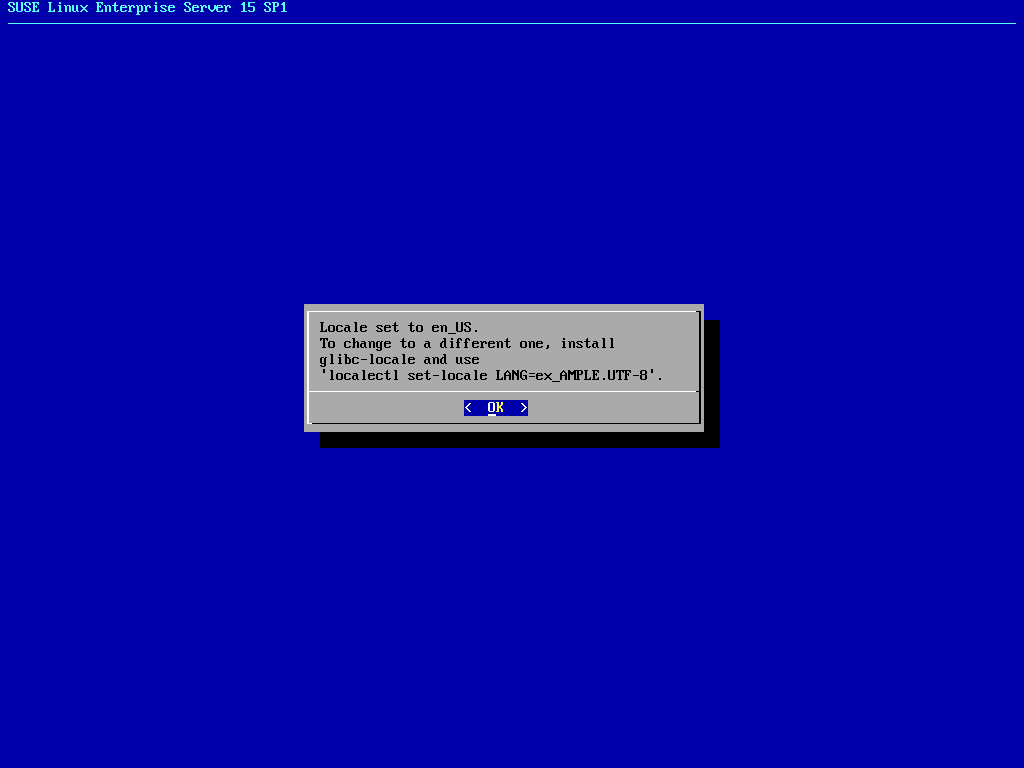 SUSE Linux Enterprise Server 15 SP1
Locale set to en_US.
To change to a different one, install
glibc-locale and use
'localectl set-locale LANG=ex_AMPLE.UTF-8'.
<  OK  >